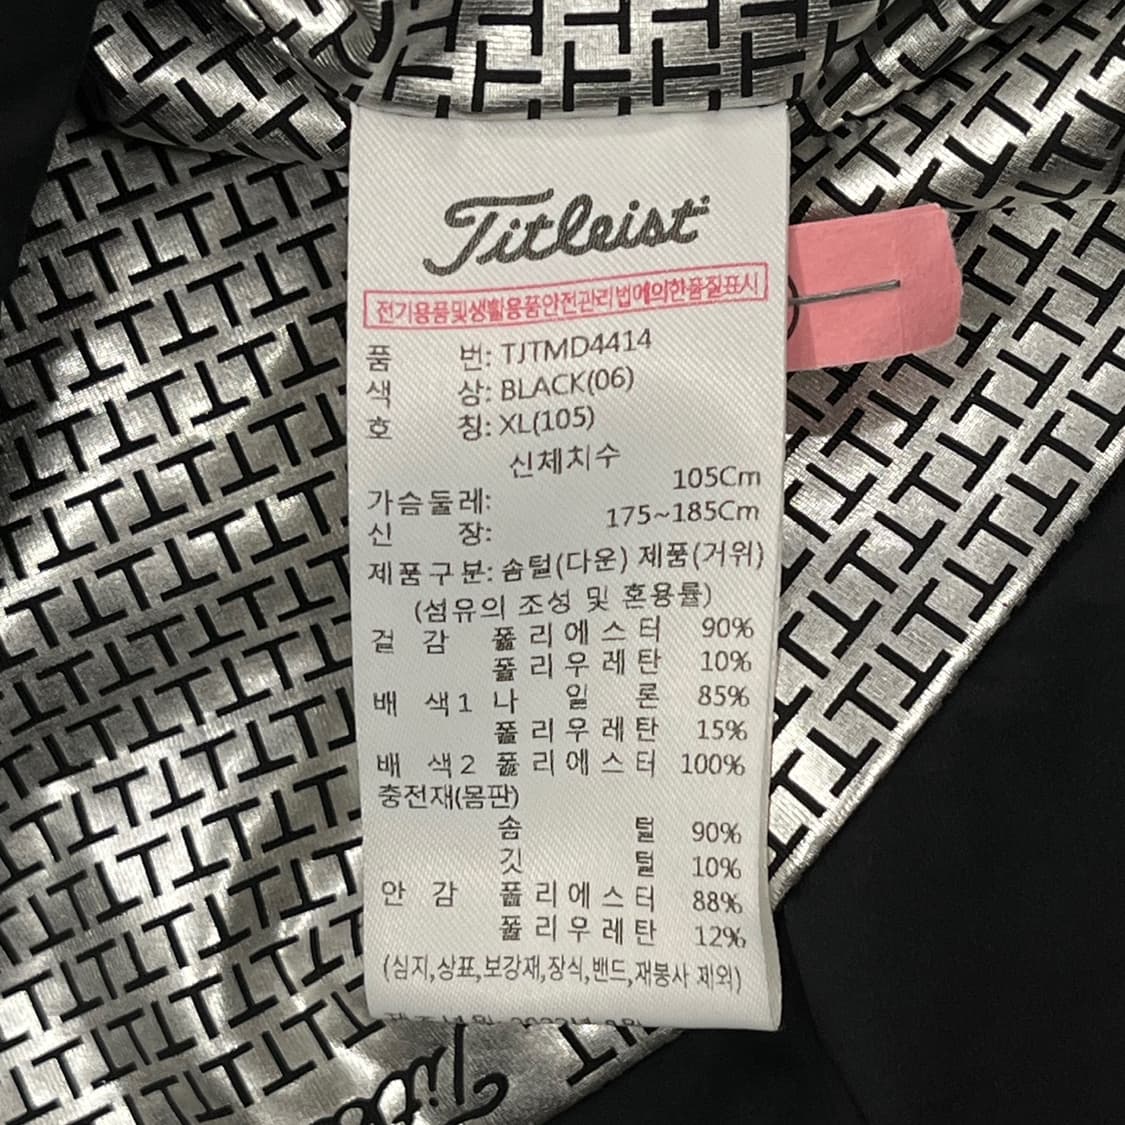 Titleist
전기용품및생활용품안전관리법에의한품질표시
품 번: TJTMD4414
색 상: BLACK(06)
호 칭: XL(105)
신체치수
가슴둘레: 105Cm
신 장: 175~185Cm
제품구분: 솜털(다운) 제품(거위)
(섬유의 조성 및 혼용률)
겉 감 폴리에스터 90%
폴리우레탄 10%
배 색1 나 일 론 85%
폴리우레탄 15%
배 색2 폴리에스터 100%
충전재(몸판)
솜 털 90%
깃 털 10%
안 감 폴리에스터 88%
폴리우레탄 12%
(심지,상표,보강재,장식,밴드,재봉사 제외)